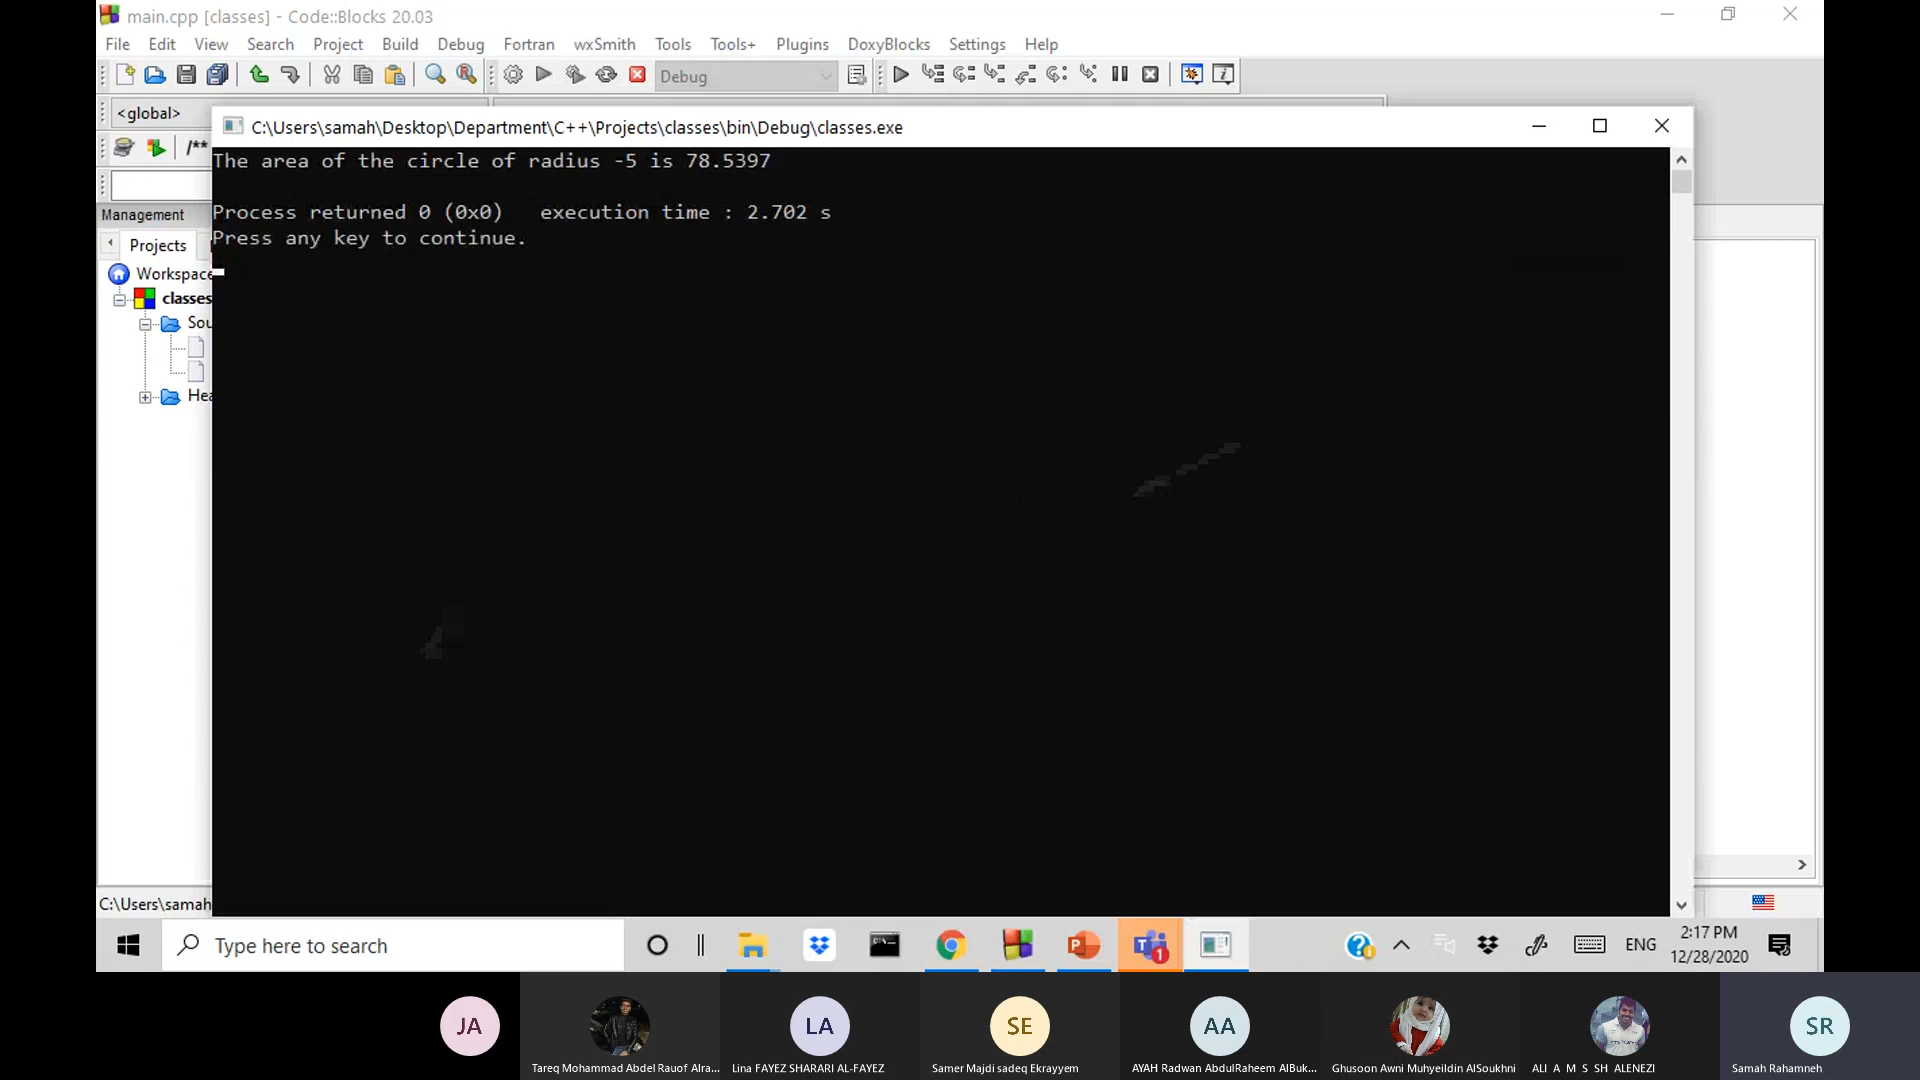 main.cpp [classes] - Code::Blocks 20.03
File Edit View Search Project Build Debug Fortran wxSmith Tools Tools+ Plugins DoxyBlocks Settings Help
Debug
<global>
C:\Users\samah\Desktop\Department\C++\Projects\classes\bin\Debug\classes.exe
/**
The area of the circle of radius -5 is 78.5397
Process returned 0 (0x0) execution time : 2.702 s
Press any key to continue.
Management
Projects
Workspace
classes
Sou
Hea
C:\Users\samah
Type here to search
ENG
2:17 PM
12/28/2020
JA
LA
SE
AA
SR
Tareq Mohammad Abdel Rauof Alra...
Lina FAYEZ SHARARI AL-FAYEZ
Samer Majdi sadeq Ekrayyem
AYAH Radwan AbdulRaheem AlBuk...
Ghusoon Awni Muhyeildin AlSoukhni
ALI A M S SH ALENEZI
Samah Rahamneh